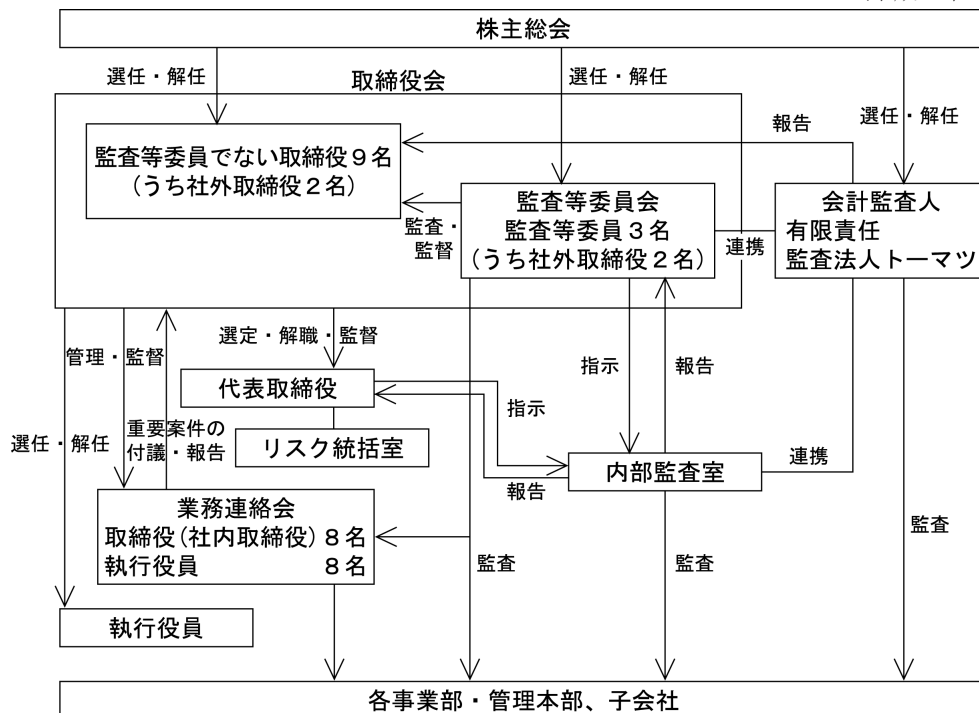 株主総会
選任・解任
取締役会
選任・解任
選任・解任
報告
監査等委員でない取締役９名
(うち社外取締役２名)
監査・
監督
監査等委員会
監査等委員３名
(うち社外取締役２名)
連携
会計監査人
有限責任
監査法人トーマツ
管理・監督
選定・解職・監督
指示
報告
代表取締役
指示
選任・解任
重要案件の
付議・報告
リスク統括室
内部監査室
連携
報告
業務連絡会
取締役(社内取締役)８名
執行役員　　　　　８名
監査
監査
監査
執行役員
各事業部・管理本部、子会社